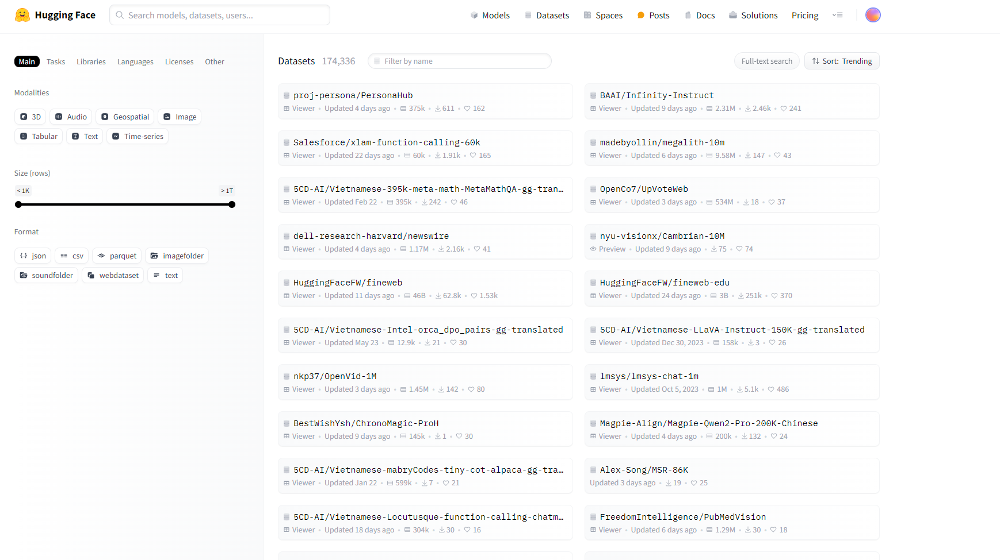 Hugging Face
Search models, datasets, users...
Models
Datasets
Spaces
Posts
Docs
Solutions
Pricing
Main
Tasks
Libraries
Languages
Licenses
Other
Modalities
3D
Audio
Geospatial
Image
Tabular
Text
Time-series
Size (rows)
< 1K
> 1T
Format
json
csv
parquet
imagefolder
soundfolder
webdataset
text
Datasets 174,336
Filter by name
Full-text search
Sort: Trending
proj-persona/PersonaHub
Viewer • Updated 4 days ago • 375k • 611 • 162
BAAI/Infinity-Instruct
Viewer • Updated 9 days ago • 2.31M • 2.46k • 241
Salesforce/xlam-function-calling-60k
Viewer • Updated 22 days ago • 60k • 1.91k • 165
madebyollin/megalith-10m
Viewer • Updated 6 days ago • 9.58M • 147 • 43
5CD-AI/Vietnamese-395k-meta-math-MetaMathQA-gg-tran…
Viewer • Updated Feb 22 • 395k • 242 • 46
OpenCo7/UpVoteWeb
Viewer • Updated 3 days ago • 534M • 18 • 37
dell-research-harvard/newswire
Viewer • Updated 4 days ago • 1.17M • 2.16k • 41
nyu-visionx/Cambrian-10M
Preview • Updated 9 days ago • 75 • 74
HuggingFaceFW/fineweb
Viewer • Updated 11 days ago • 46B • 62.8k • 1.53k
HuggingFaceFW/fineweb-edu
Viewer • Updated 24 days ago • 3B • 251k • 370
5CD-AI/Vietnamese-Intel-orca_dpo_pairs-gg-translated
Viewer • Updated May 23 • 12.9k • 21 • 30
5CD-AI/Vietnamese-LLaVA-Instruct-150K-gg-translated
Viewer • Updated Dec 30, 2023 • 158k • 3 • 26
nkp37/OpenVid-1M
Viewer • Updated 3 days ago • 1.45M • 142 • 80
lmsys/lmsys-chat-1m
Viewer • Updated Oct 5, 2023 • 1M • 5.1k • 486
BestWishYsh/ChronoMagic-ProH
Viewer • Updated 9 days ago • 145k • 1 • 30
Magpie-Align/Magpie-Qwen2-Pro-200K-Chinese
Viewer • Updated 4 days ago • 200k • 132 • 24
5CD-AI/Vietnamese-mabryCodes-tiny-cot-alpaca-gg-tra…
Viewer • Updated Jan 22 • 599k • 7 • 21
Alex-Song/MSR-86K
Updated 3 days ago • 19 • 25
5CD-AI/Vietnamese-Locutusque-function-calling-chatm…
Viewer • Updated 18 days ago • 304k • 30 • 16
FreedomIntelligence/PubMedVision
Viewer • Updated 6 days ago • 1.29M • 30 • 18